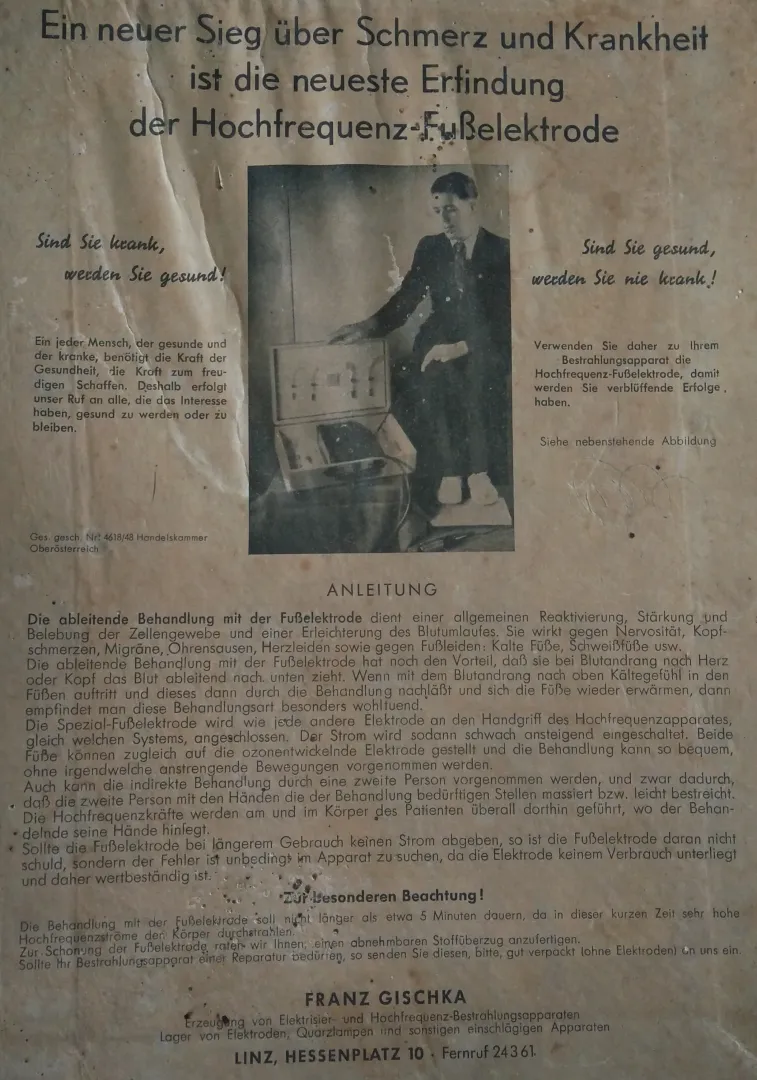 Ein neuer Sieg über Schmerz und Krankheit
ist die neueste Erfindung
der Hochfrequenz-Fußelektrode
Sind Sie krank,
werden Sie gesund!
Ein jeder Mensch, der gesunde und
der kranke, benötigt die Kraft der
Gesundheit, die Kraft zum freu-
digen Schaffen. Deshalb erfolgt
unser Ruf an alle, die das Interesse
haben, gesund zu werden oder zu
bleiben.
Ges. gesch. Nr. 4618/48 Handelskammer
Oberösterreich
Sind Sie gesund,
werden Sie nie krank!
Verwenden Sie daher zu Ihrem
Bestrahlungsapparat die
Hochfrequenz-Fußelektrode, damit
werden Sie verblüffende Erfolge
haben.
Siehe nebenstehende Abbildung
ANLEITUNG
Die ableitende Behandlung mit der Fußelektrode dient einer allgemeinen Reaktivierung, Stärkung und
Belebung der Zellengewebe und einer Erleichterung des Blutumlaufes. Sie wirkt gegen Nervosität, Kopf-
schmerzen, Migräne, Ohrensausen, Herzleiden sowie gegen Fußleiden: Kalte Füße, Schweißfüße usw.
Die ableitende Behandlung mit der Fußelektrode hat noch den Vorteil, daß sie bei Blutandrang nach Herz
oder Kopf das Blut ableitend nach unten zieht. Wenn mit dem Blutandrang nach oben Kältegefühl in den
Füßen auftritt und dieses dann durch die Behandlung nachläßt und sich die Füße wieder erwärmen, dann
empfindet man diese Behandlungsart besonders wohltuend.
Die Spezial-Fußelektrode wird wie jede andere Elektrode an den Handgriff des Hochfrequenzapparates,
gleich welchen Systems, angeschlossen. Der Strom wird sodann schwach ansteigend eingeschaltet. Beide
Füße können zugleich auf die ozonentwickelnde Elektrode gestellt und die Behandlung kann so bequem,
ohne irgendwelche anstrengende Bewegungen vorgenommen werden.
Auch kann die indirekte Behandlung durch eine zweite Person vorgenommen werden, und zwar dadurch,
daß die zweite Person mit den Händen die der Behandlung bedürftigen Stellen massiert bzw. leicht bestreicht.
Die Hochfrequenzkräfte werden am und im Körper des Patienten überall dorthin geführt, wo der Behan-
delnde seine Hände hinlegt.
Sollte die Fußelektrode bei längerem Gebrauch keinen Strom abgeben, so ist die Fußelektrode daran nicht
schuld, sondern der Fehler ist unbedingt im Apparat zu suchen, da die Elektrode keinem Verbrauch unterliegt
und daher wertbeständig ist.
Zur besonderen Beachtung!
Die Behandlung mit der Fußelektrode soll nicht länger als etwa 5 Minuten dauern, da in dieser kurzen Zeit sehr hohe
Hochfrequenzströme den Körper durchstrahlen.
Zur Schonung der Fußelektrode raten wir Ihnen, einen abnehmbaren Stoffüberzug anzufertigen.
Sollte Ihr Bestrahlungsapparat einer Reparatur bedürfen, so senden Sie diesen, bitte, gut verpackt (ohne Elektroden) an uns ein.
FRANZ GISCHKA
Erzeugung von Elektrisier- und Hochfrequenz-Bestrahlungsapparaten
Lager von Elektroden, Quarzlampen und sonstigen einschlägigen Apparaten
LINZ, HESSENPLATZ 10 · Fernruf 24361